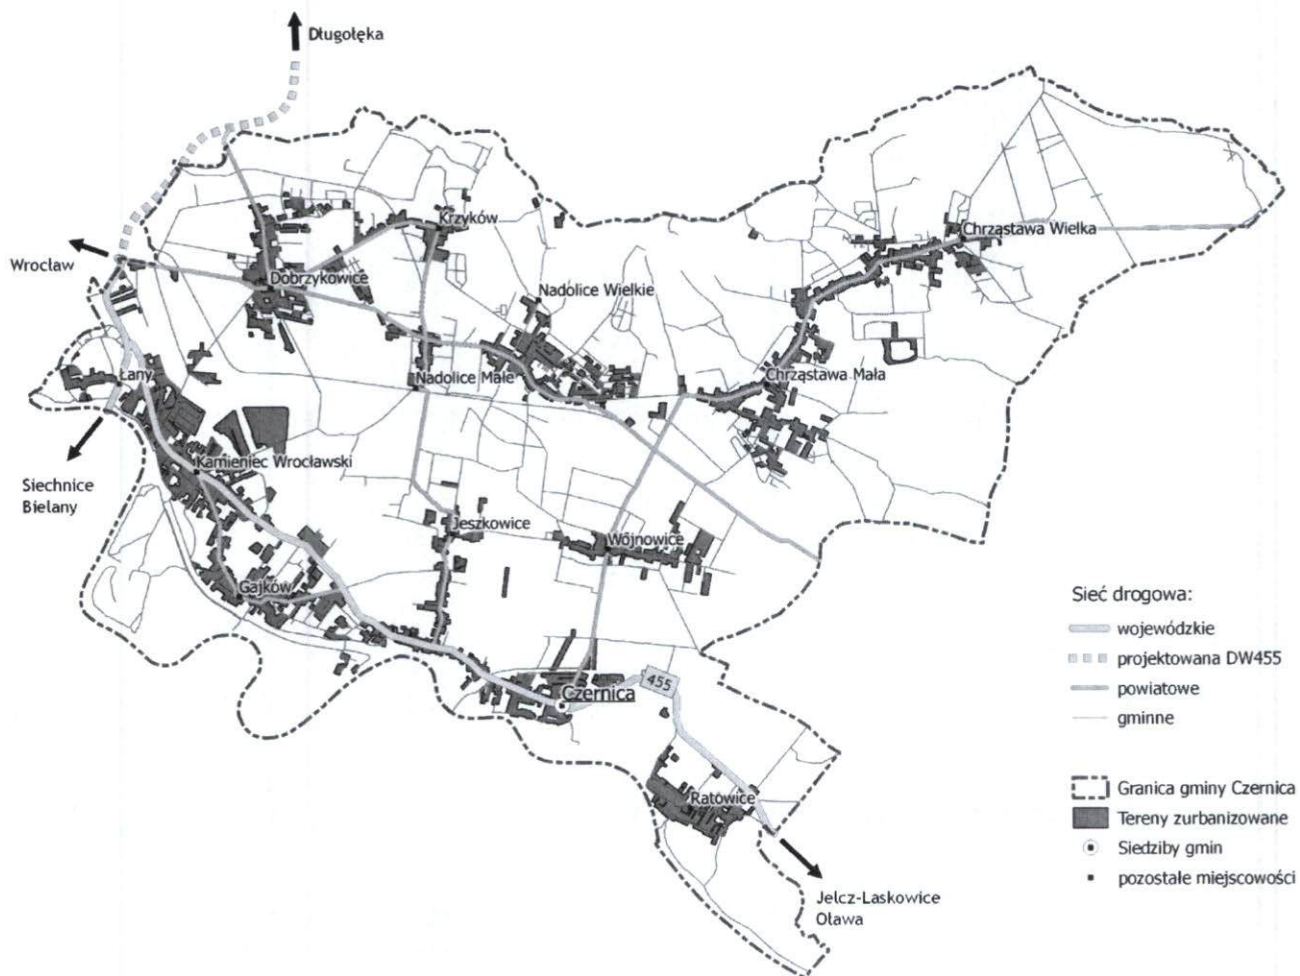 Długołęka
Krzyków
Chrząstawa Wielka
Wrocław
Dobrzykowice
Nadolice Wielkie
Łany
Nadolice Małe
Chrząstawa Mała
Kamieniec Wrocławski
Siechnice
Bielany
Jeszkowice
Wójnowice
Gajków
Sieć drogowa:
wojewódzkie
projektowana DW455
powiatowe
gminne
455
Czernica
Granica gminy Czernica
Ratowice
Tereny zurbanizowane
Siedziby gmin
pozostałe miejscowości
Jelcz-Laskowice
Oława